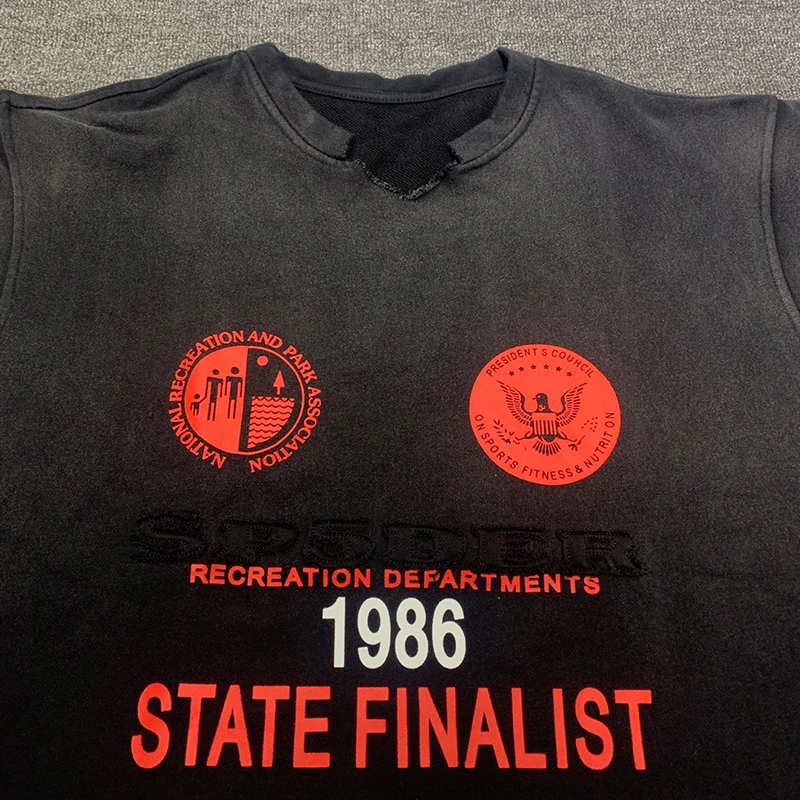 NATIONAL RECREATION AND PARK ASSOCIATION
PRESIDENT S COUNCIL
ON SPORTS FITNESS & NUTRIT ON
SP5DER
RECREATION DEPARTMENTS
1986
STATE FINALIST